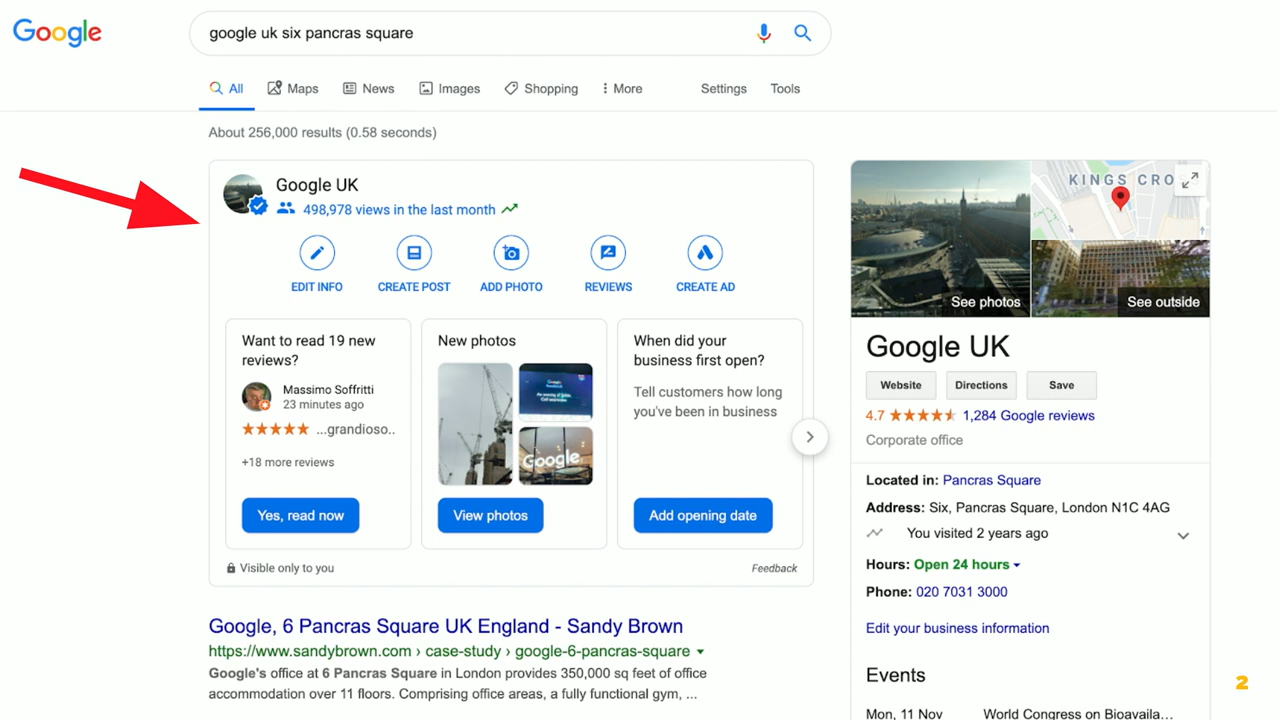 Google
google uk six pancras square
All
Maps
News
Images
Shopping
More
Settings
Tools
About 256,000 results (0.58 seconds)
Google UK
498,978 views in the last month
EDIT INFO
CREATE POST
ADD PHOTO
REVIEWS
CREATE AD
Want to read 19 new
reviews?
Massimo Soffritti
23 minutes ago
...grandioso..
+18 more reviews
Yes, read now
New photos
Google
View photos
When did your
business first open?
Tell customers how long
you've been in business
Add opening date
Visible only to you
Feedback
Google, 6 Pancras Square UK England - Sandy Brown
https://www.sandybrown.com › case-study › google-6-pancras-square
Google's office at 6 Pancras Square in London provides 350,000 sq feet of office
accommodation over 11 floors. Comprising office areas, a fully functional gym, ...
KINGS CROS
See photos
See outside
Google UK
Website
Directions
Save
4.7
1,284 Google reviews
Corporate office
Located in: Pancras Square
Address: Six, Pancras Square, London N1C 4AG
You visited 2 years ago
Hours: Open 24 hours
Phone: 020 7031 3000
Edit your business information
Events
Mon, 11 Nov
World Congress on Bioavaila...
2